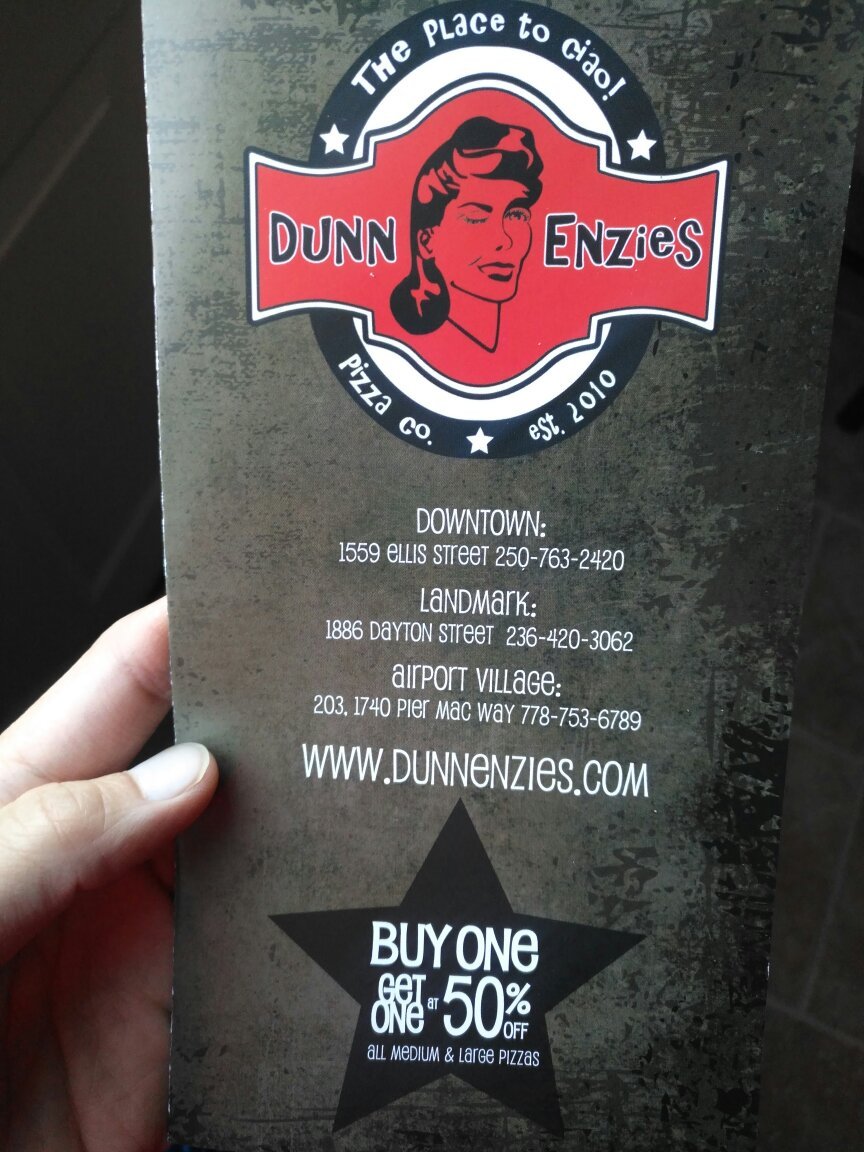 THE PLACE TO CIAO!
DUNN ENZIES
PIZZA CO. EST. 2010
DOWNTOWN:
1559 ELLIS STREET 250-763-2420
LANDMARK:
1886 DAYTON STREET 236-420-3062
AIRPORT VILLAGE:
203, 1740 PIER MAC WAY 778-753-6789
WWW.DUNNENZIES.COM
BUY ONE
GET ONE AT 50% OFF
ALL MEDIUM & LARGE PIZZAS